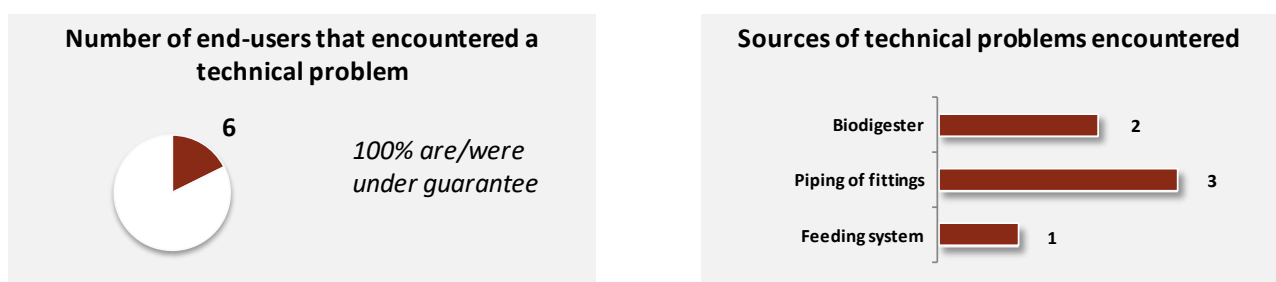 Number of end-users that encountered a
technical problem
6
100% are/were
under guarantee
Sources of technical problems encountered
Biodigester
2
Piping of fittings
3
Feeding system
1